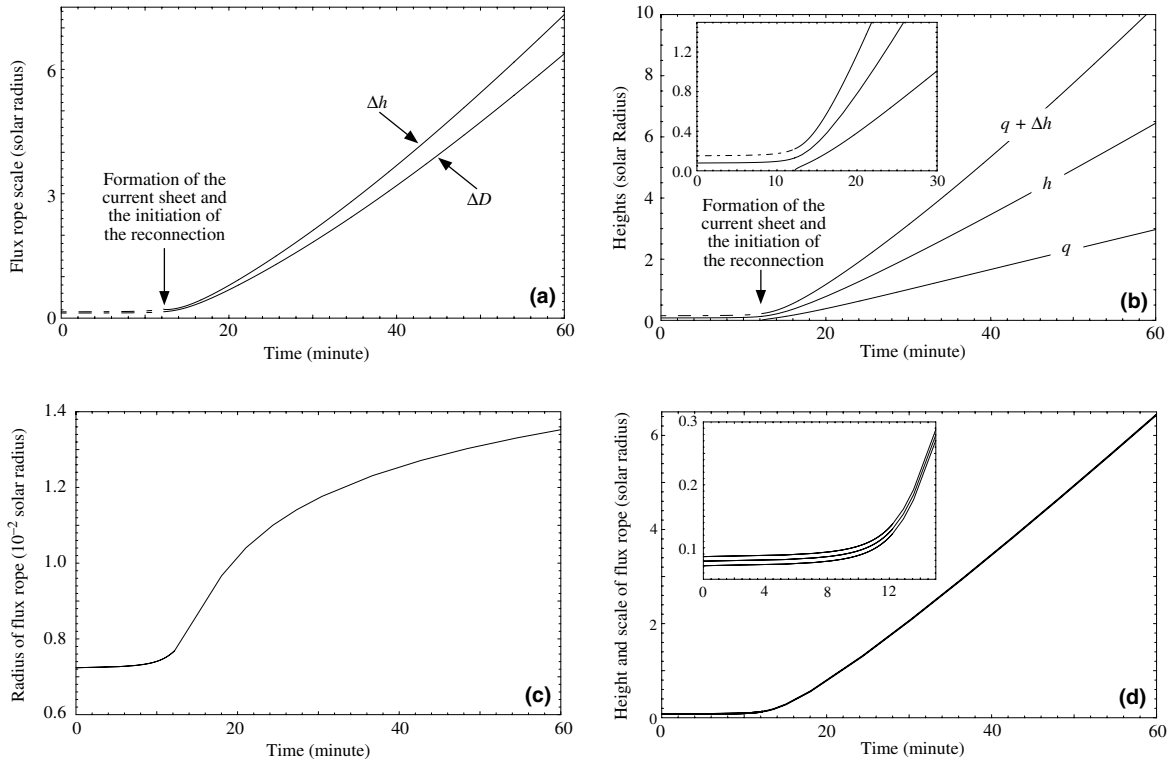 Flux rope scale (solar radius)
6
3
0
Δh
ΔD
Formation of the
current sheet and
the initiation of
the reconnection
(a)
0 20 40 60
Time (minute)
Heights (solar Radius)
10
8
6
4
2
0
1.2
0.8
0.4
0.0
0 10 20 30
q + Δh
h
q
Formation of the
current sheet and
the initiation of
the reconnection
(b)
0 20 40 60
Time (minute)
Radius of flux rope (10⁻² solar radius)
1.4
1.2
1.0
0.8
0.6
(c)
0 20 40 60
Time (minute)
Height and scale of flux rope (solar radius)
6
4
2
0
0.3
0.2
0.1
0 4 8 12
(d)
0 20 40 60
Time (minute)